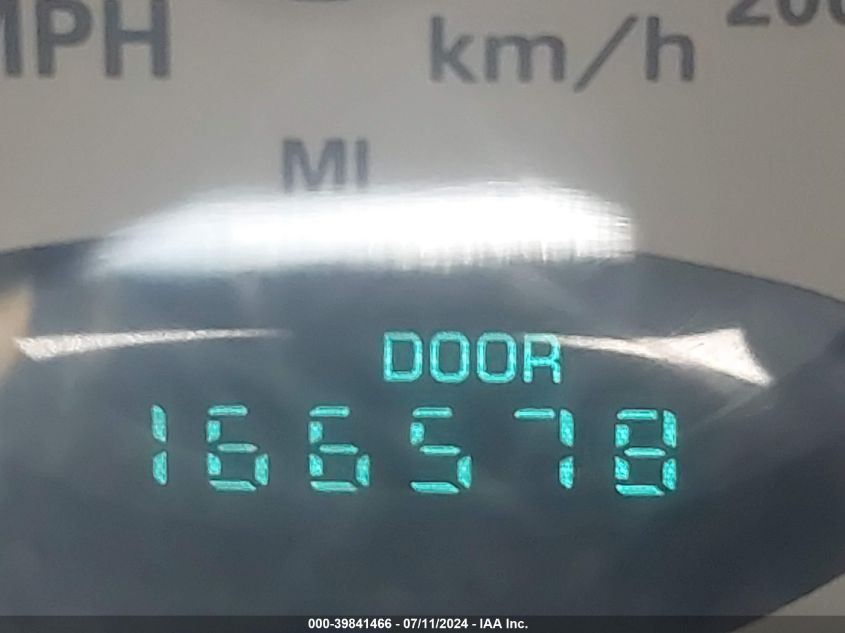 MPH km/h 200
MI
DOOR
166578
000-39841466 - 07/11/2024 - IAA Inc.